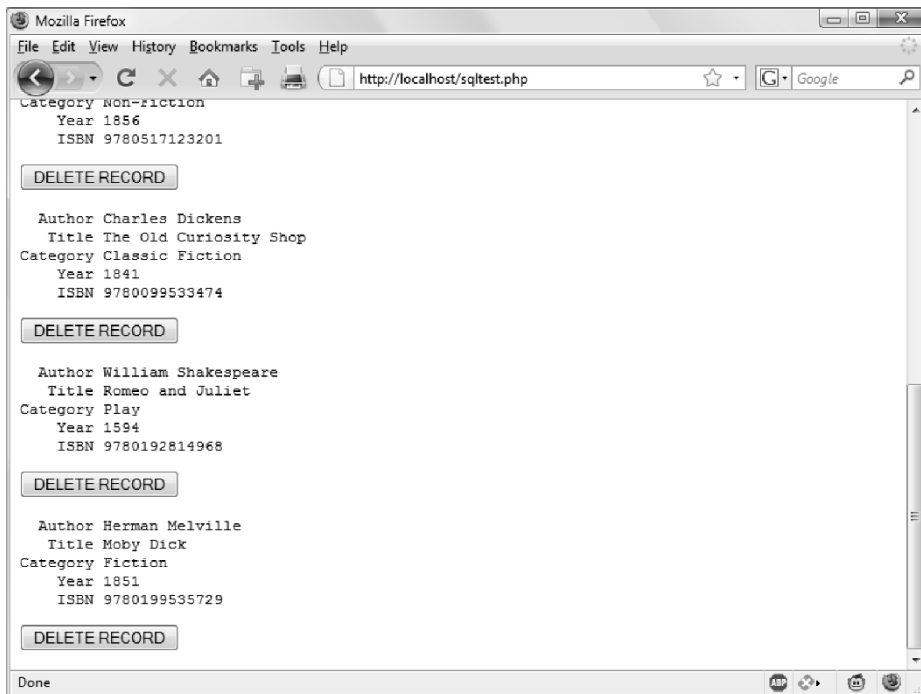 Mozilla Firefox
File Edit View History Bookmarks Tools Help
http://localhost/sqltest.php
G Google
Category Non-Fiction
Year 1856
ISBN 9780517123201
DELETE RECORD
Author Charles Dickens
Title The Old Curiosity Shop
Category Classic Fiction
Year 1841
ISBN 9780099533474
DELETE RECORD
Author William Shakespeare
Title Romeo and Juliet
Category Play
Year 1594
ISBN 9780192814968
DELETE RECORD
Author Herman Melville
Title Moby Dick
Category Fiction
Year 1851
ISBN 9780199535729
DELETE RECORD
Done
ABP